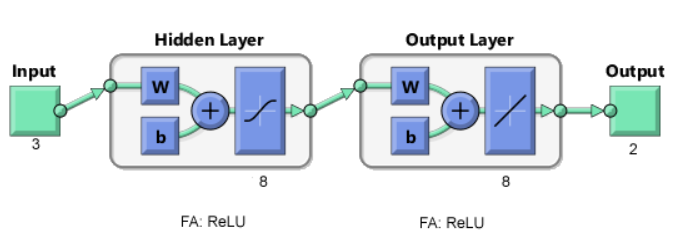 Hidden Layer
Output Layer
Input
Output
W
W
+
+
b
b
3
2
8
8
FA: ReLU
FA: ReLU